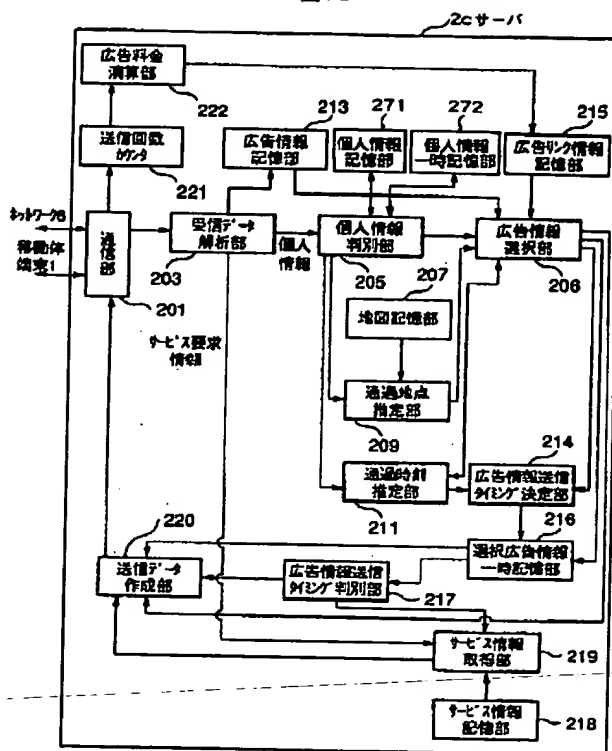 2cサーバ
広告料金
演算部
222
送信回数
カウンタ
221
213
広告情報
記憶部
271
個人情報
記憶部
272
個人情報
一時記憶部
215
広告リンク情報
記憶部
ネットワーク6
移動体
端末1
送信部
201
受信データ
解析部
203
個人
情報
個人情報
判別部
205
広告情報
選択部
206
207
地図記憶部
サービス要求
情報
通過地点
推定部
209
通過時刻
推定部
211
214
広告情報送信
タイミング決定部
216
選択広告情報
一時記憶部
220
送信データ
作成部
広告情報送信
タイミング判別部
217
サービス情報
取得部
219
サービス情報
記憶部
218